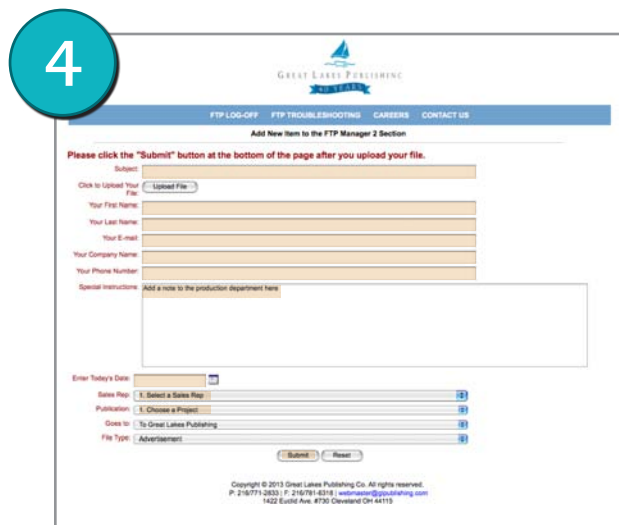 4
GREAT LAKES PUBLISHING
40 YEARS
FTP LOG-OFF FTP TROUBLESHOOTING CAREERS CONTACT US
Add New Item to the FTP Manager 2 Section
Please click the "Submit" button at the bottom of the page after you upload your file.
Subject:
Click to Upload Your File: Upload File
Your First Name:
Your Last Name:
Your E-mail:
Your Company Name:
Your Phone Number:
Special Instructions: Add a note to the production department here
Enter Today's Date:
Sales Rep: 1. Select a Sales Rep
Publication: 1. Choose a Project
Goes to: To Great Lakes Publishing
File Type: Advertisement
Submit Reset
Copyright © 2013 Great Lakes Publishing Co. All rights reserved.
P: 216/771-2833 | F: 216/781-6318 | webmaster@glpublishing.com
1422 Euclid Ave. #730 Cleveland OH 44115